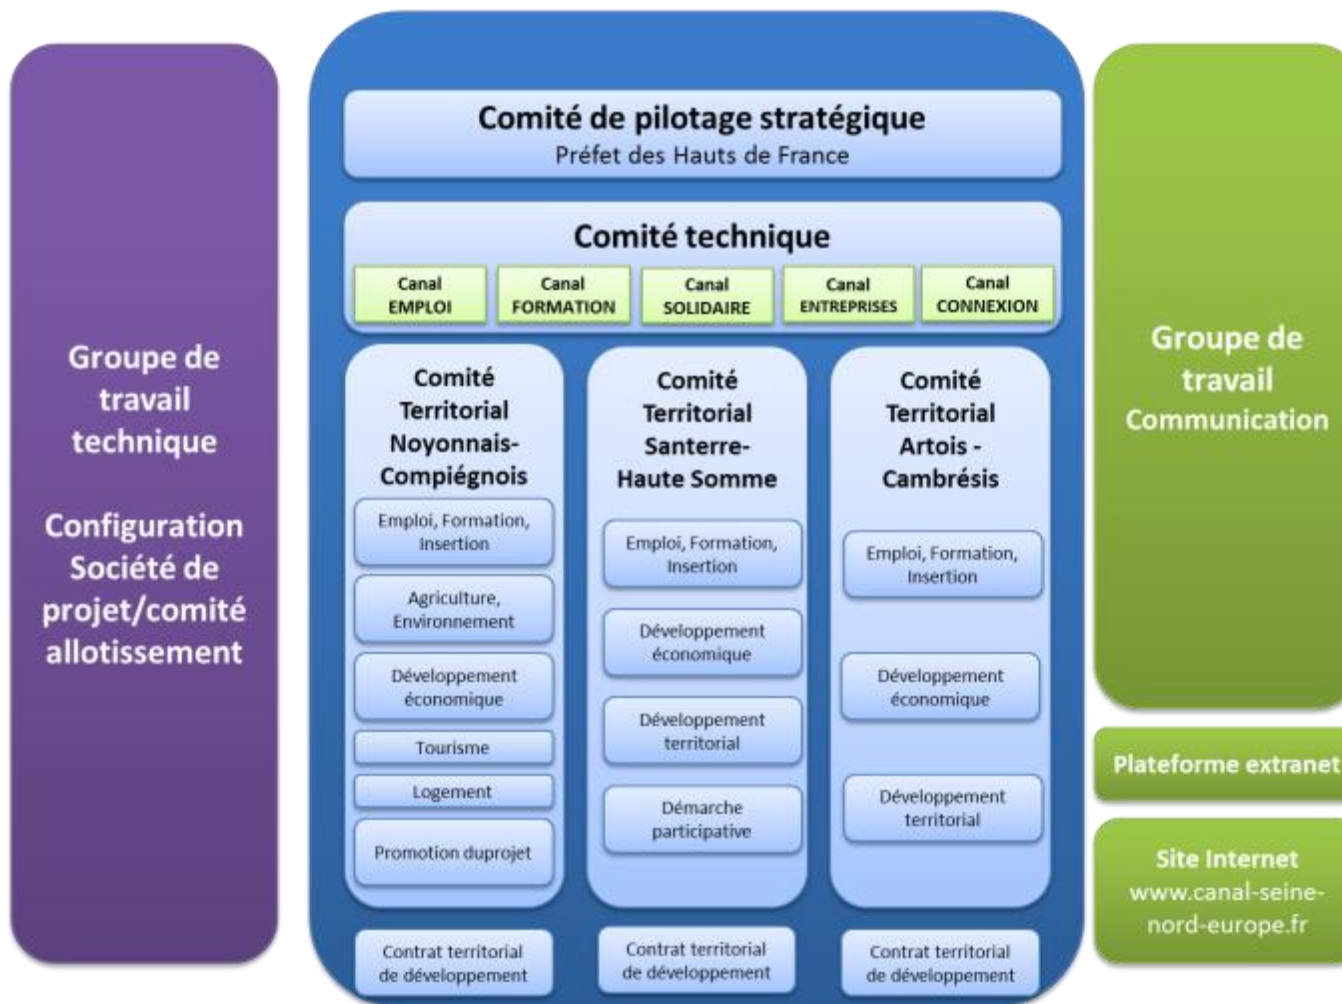 Groupe de
travail
technique
Configuration
Société de
projet/comité
allotissement
Comité de pilotage stratégique
Préfet des Hauts de France
Comité technique
Canal
EMPLOI
Canal
FORMATION
Canal
SOLIDAIRE
Canal
ENTREPRISES
Canal
CONNEXION
Comité
Territorial
Noyonnais-
Compiégnois
Emploi, Formation,
Insertion
Agriculture,
Environnement
Développement
économique
Tourisme
Logement
Promotion duprojet
Contrat territorial
de développement
Comité
Territorial
Santerre-
Haute Somme
Emploi, Formation,
Insertion
Développement
économique
Développement
territorial
Démarche
participative
Contrat territorial
de développement
Comité
Territorial
Artois -
Cambrésis
Emploi, Formation,
Insertion
Développement
économique
Développement
territorial
Contrat territorial
de développement
Groupe de
travail
Communication
Plateforme extranet
Site Internet
www.canal-seine-
nord-europe.fr